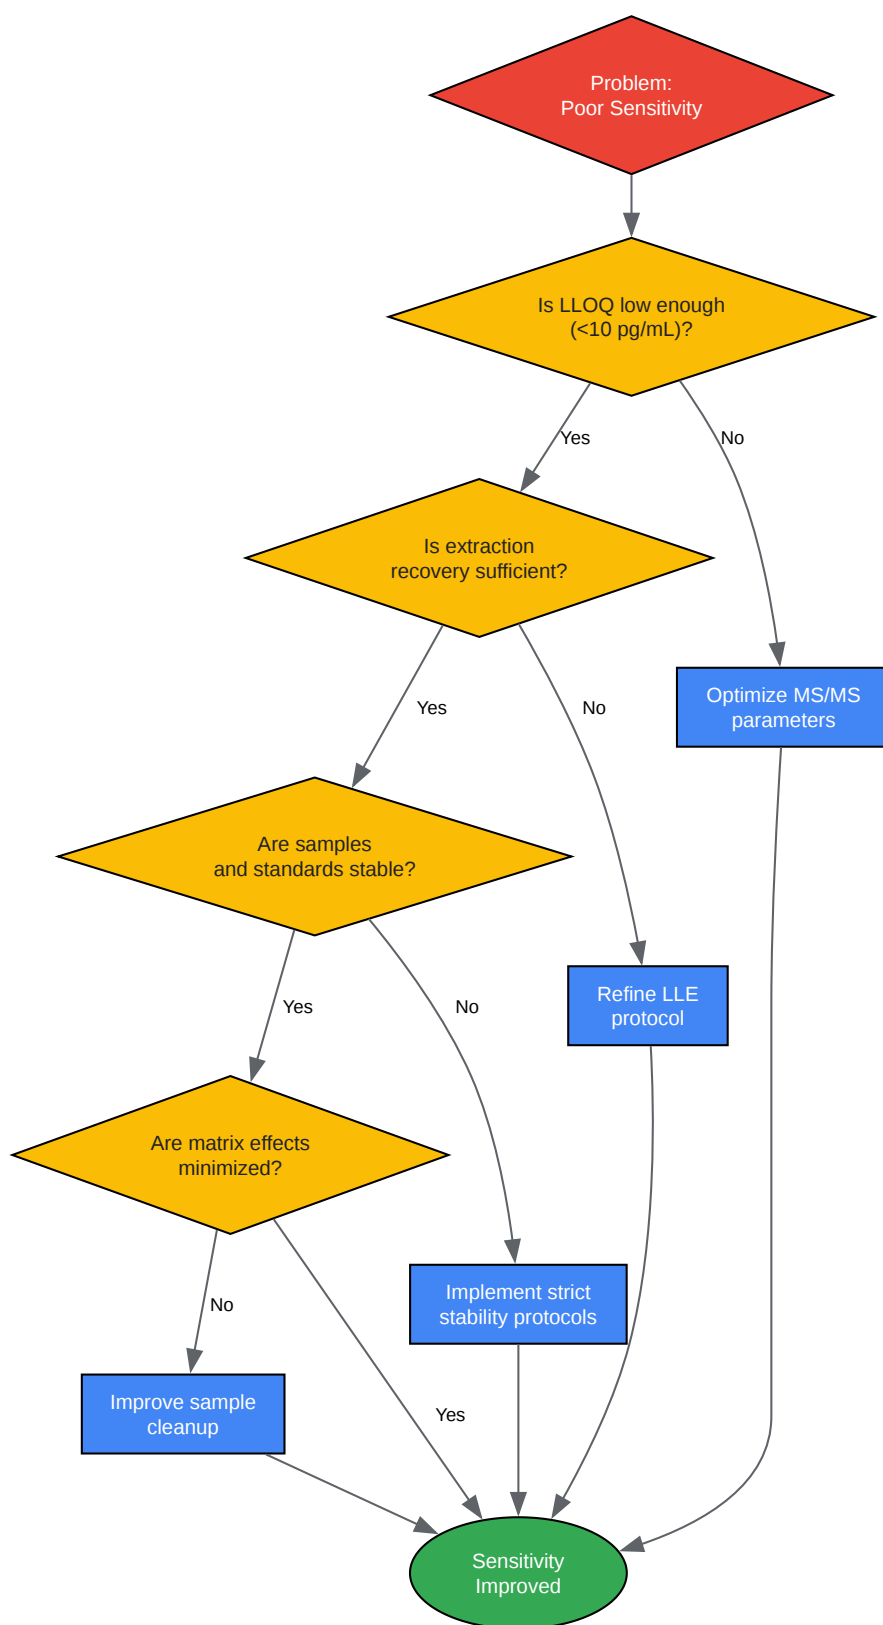 Problem:
Poor Sensitivity
Is LLOQ low enough
(<10 pg/mL)?
Yes
No
Is extraction
recovery sufficient?
Optimize MS/MS
parameters
Yes
No
Are samples
and standards stable?
Refine LLE
protocol
Yes
No
Are matrix effects
minimized?
Implement strict
stability protocols
No
Improve sample
cleanup
Yes
Sensitivity
Improved